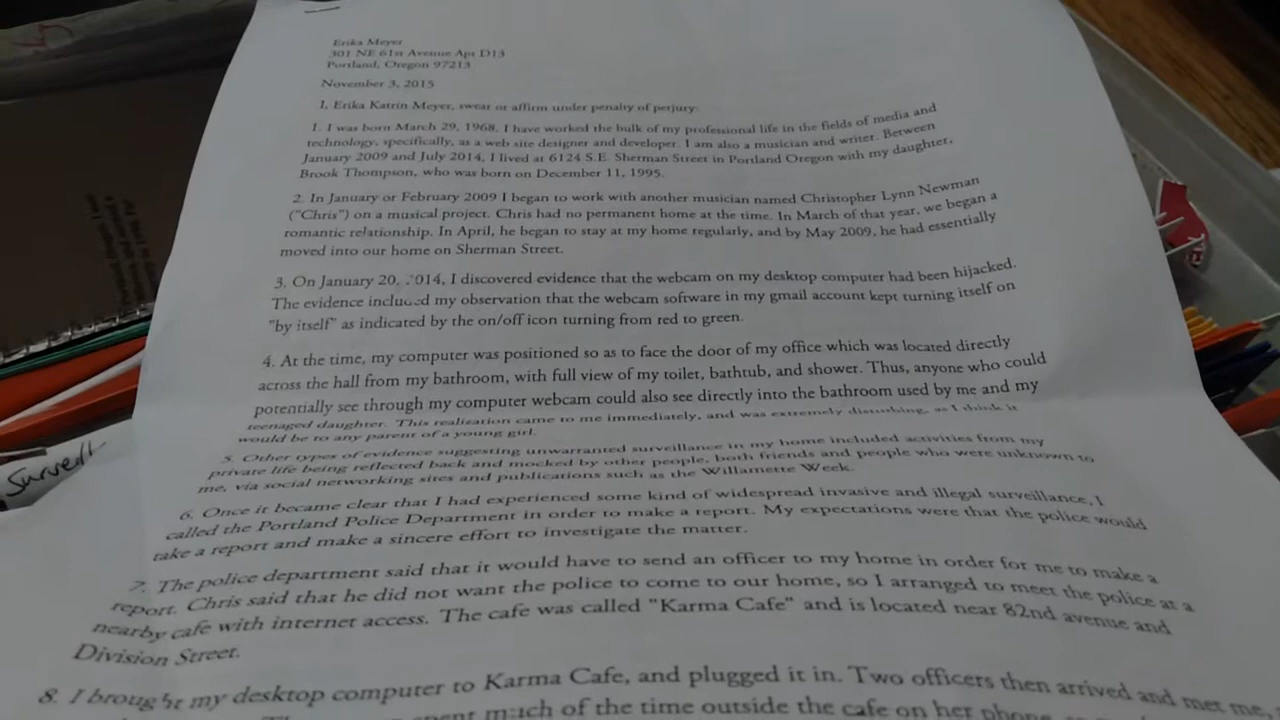 Erika Meyer
301 NE 61st Avenue Apt D13
Portland, Oregon 97213
November 3, 2015
I, Erika Katrin Meyer, swear or affirm under penalty of perjury:
1. I was born March 29, 1968. I have worked the bulk of my professional life in the fields of media and
technology, specifically, as a web site designer and developer. I am also a musician and writer. Between
January 2009 and July 2014, I lived at 6124 S.E. Sherman Street in Portland Oregon with my daughter,
Brook Thompson, who was born on December 11, 1995.
2. In January or February 2009 I began to work with another musician named Christopher Lynn Newman
("Chris") on a musical project. Chris had no permanent home at the time. In March of that year, we began a
romantic relationship. In April, he began to stay at my home regularly, and by May 2009, he had essentially
moved into our home on Sherman Street.
3. On January 20, 2014, I discovered evidence that the webcam on my desktop computer had been hijacked.
The evidence included my observation that the webcam software in my gmail account kept turning itself on
"by itself" as indicated by the on/off icon turning from red to green.
4. At the time, my computer was positioned so as to face the door of my office which was located directly
across the hall from my bathroom, with full view of my toilet, bathtub, and shower. Thus, anyone who could
potentially see through my computer webcam could also see directly into the bathroom used by me and my
teenaged daughter. This realization came to me immediately, and was extremely disturbing, as I think it
would be to any parent of a young girl.
5. Other types of evidence suggesting unwarranted surveillance in my home included activities from my
private life being reflected back and mocked by other people, both friends and people who were unknown to
me, via social networking sites and publications such as the Willamette Week.
6. Once it became clear that I had experienced some kind of widespread invasive and illegal surveillance, I
called the Portland Police Department in order to make a report. My expectations were that the police would
take a report and make a sincere effort to investigate the matter.
7. The police department said that it would have to send an officer to my home in order for me to make a
report. Chris said that he did not want the police to come to our home, so I arranged to meet the police at a
nearby cafe with internet access. The cafe was called "Karma Cafe" and is located near 82nd avenue and
Division Street.
8. I brought my desktop computer to Karma Cafe, and plugged it in. Two officers then arrived and met me
spent much of the time outside the cafe on her phone
Surveill